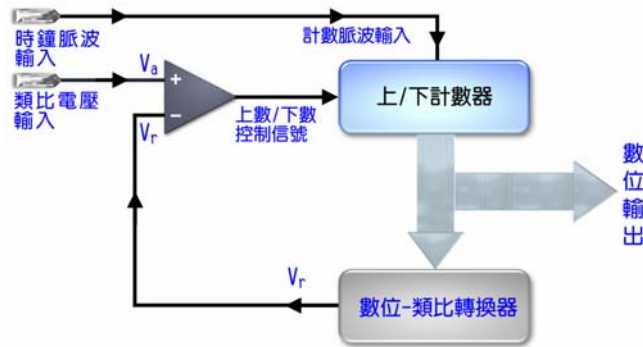 時鐘脈波
輸入
計數脈波輸入
類比電壓
輸入
Va
+
−
Vr
上數/下數
控制信號
上/下計數器
數
位
輸
出
Vr
數位-類比轉換器